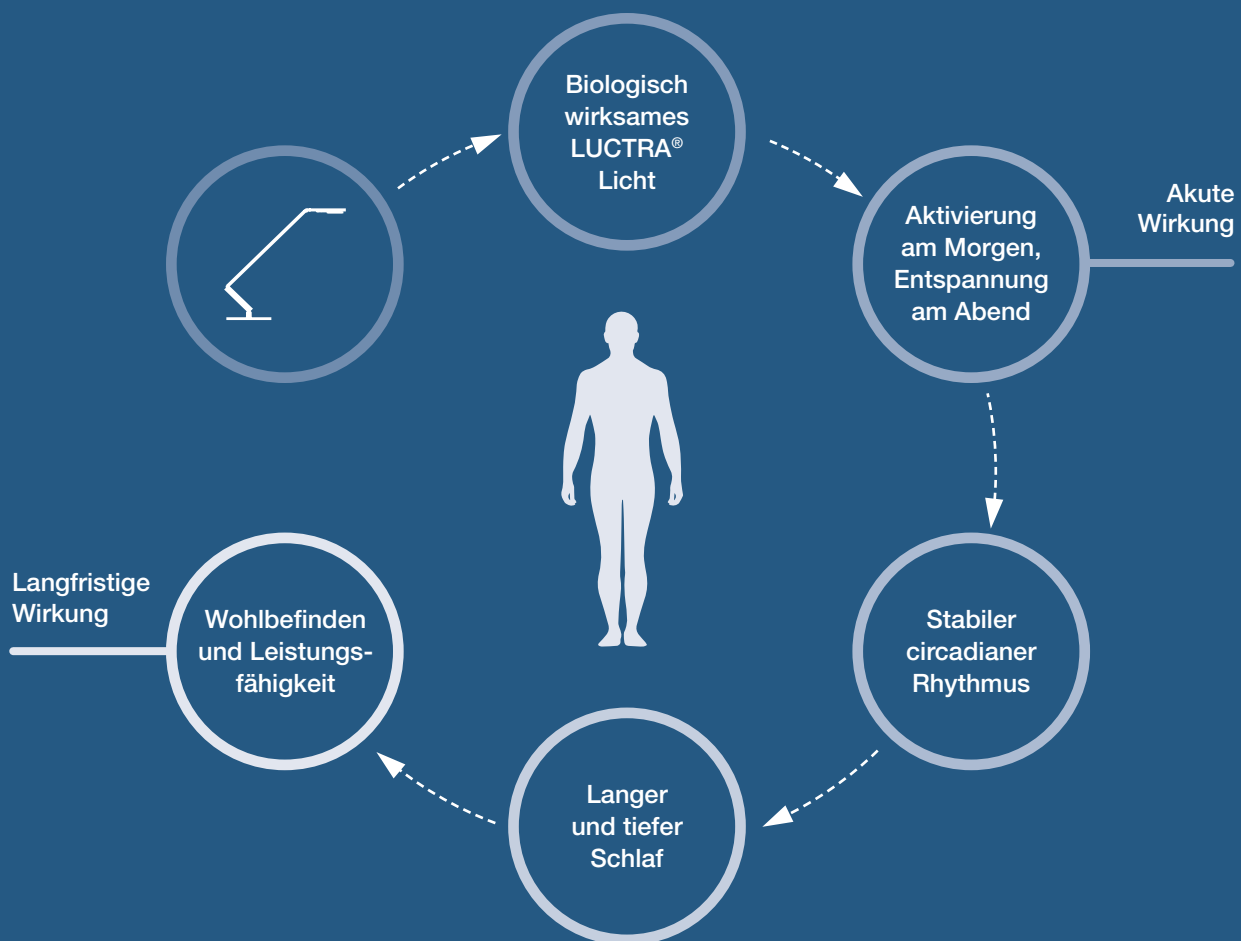 Biologisch
wirksames
LUCTRA®
Licht
Aktivierung
am Morgen,
Entspannung
am Abend
Akute
Wirkung
Stabiler
circadianer
Rhythmus
Langer
und tiefer
Schlaf
Wohlbefinden
und Leistungs-
fähigkeit
Langfristige
Wirkung